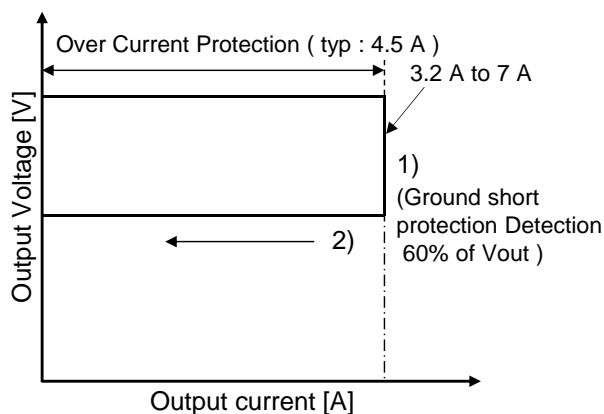 Over Current Protection ( typ : 4.5 A )
3.2 A to 7 A
Output Voltage [V]
1)
(Ground short
protection Detection
60% of Vout )
2)
Output current [A]